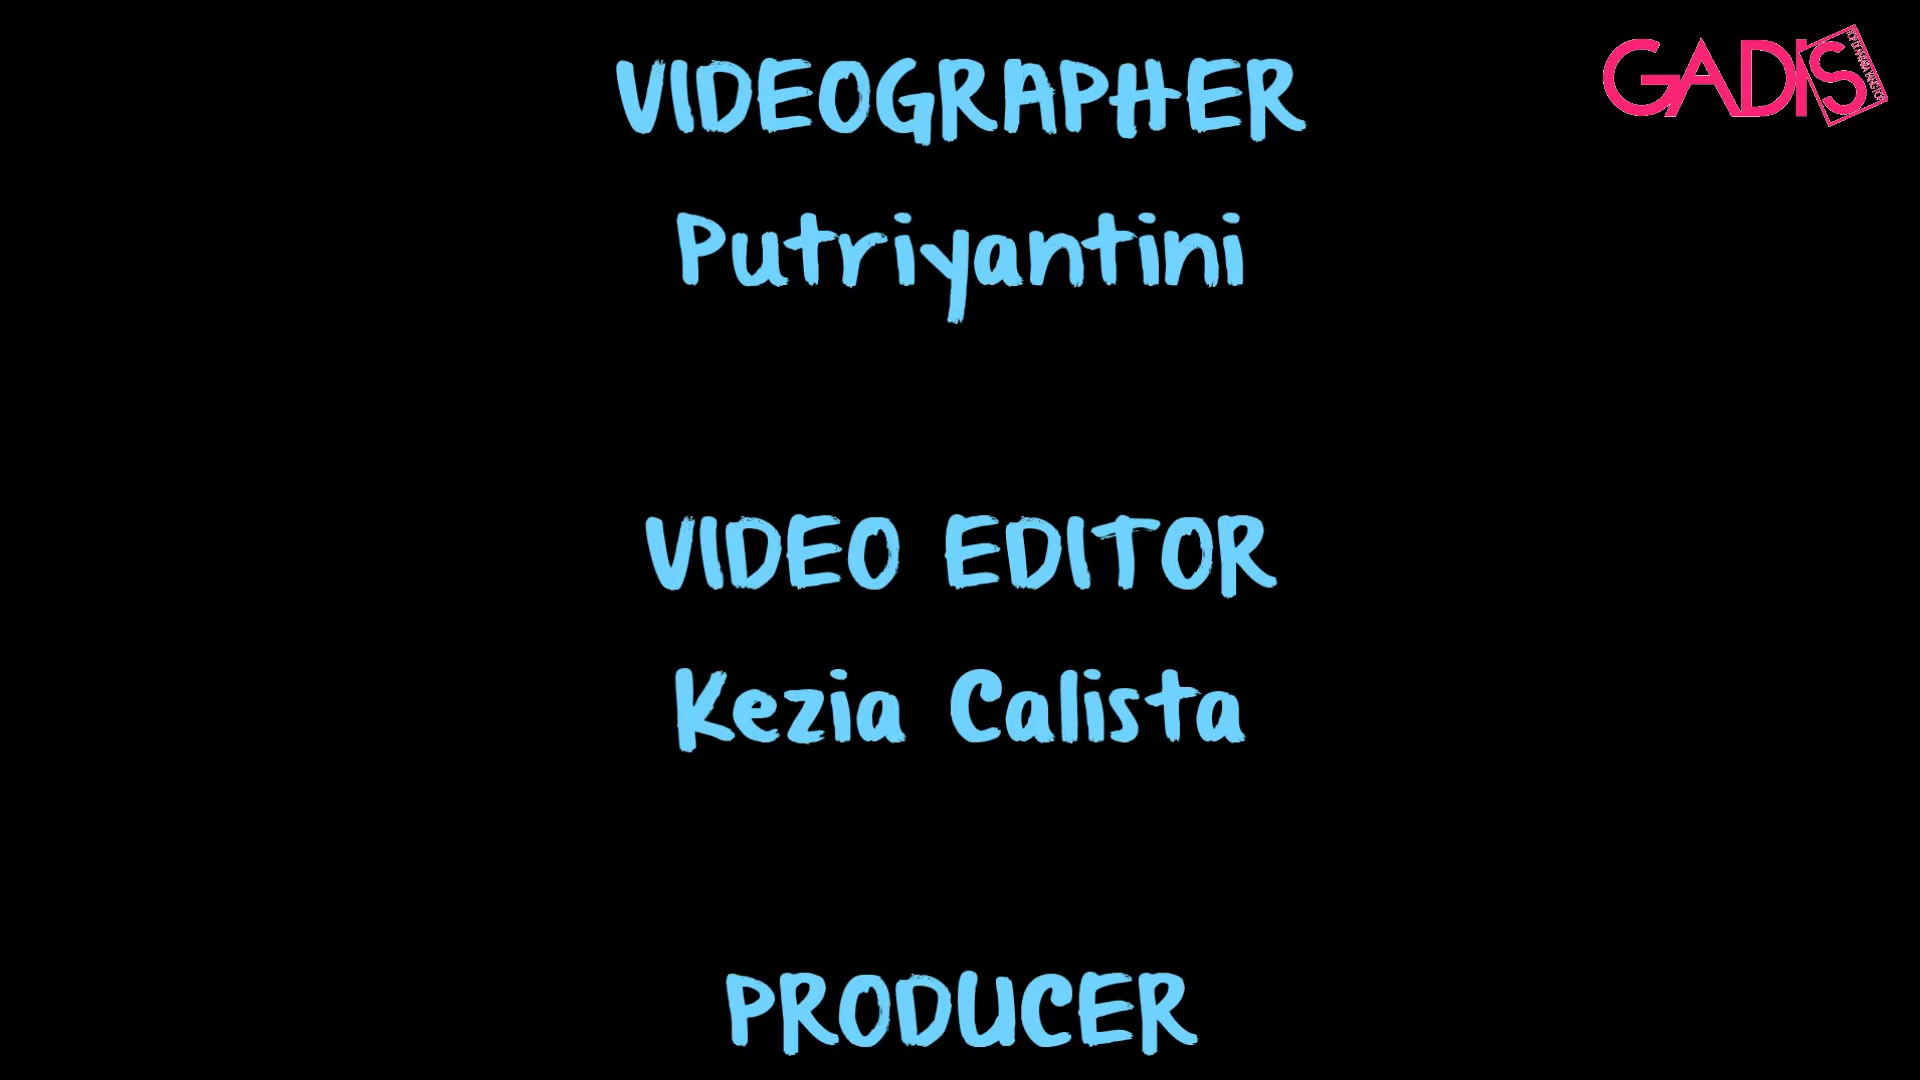 GADIS
VIDEOGRAPHER
Putriyantini
VIDEO EDITOR
Kezia Calista
PRODUCER